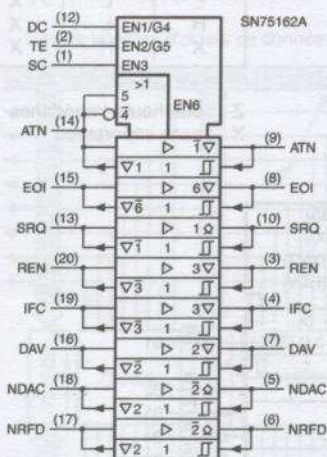 SN75162A
DC (12) EN1/G4
TE (2) EN2/G5
SC (1) EN3
>1
5 EN6
4
ATN (14) ▷ 1̅▽ (9) ATN
▽1 1
EOI (15) ▷ 6▽ (8) EOI
▽6̅ 1
SRQ (13) ▷ 1 (10) SRQ
▽1̅ 1
REN (20) ▷ 3▽ (3) REN
▽3̅ 1
IFC (19) ▷ 3▽ (4) IFC
▽3̅ 1
DAV (16) ▷ 2▽ (7) DAV
▽2̅ 1
NDAC (18) ▷ 2̅ (5) NDAC
▽2 1
NRFD (17) ▷ 2̅ (6) NRFD
▽2 1